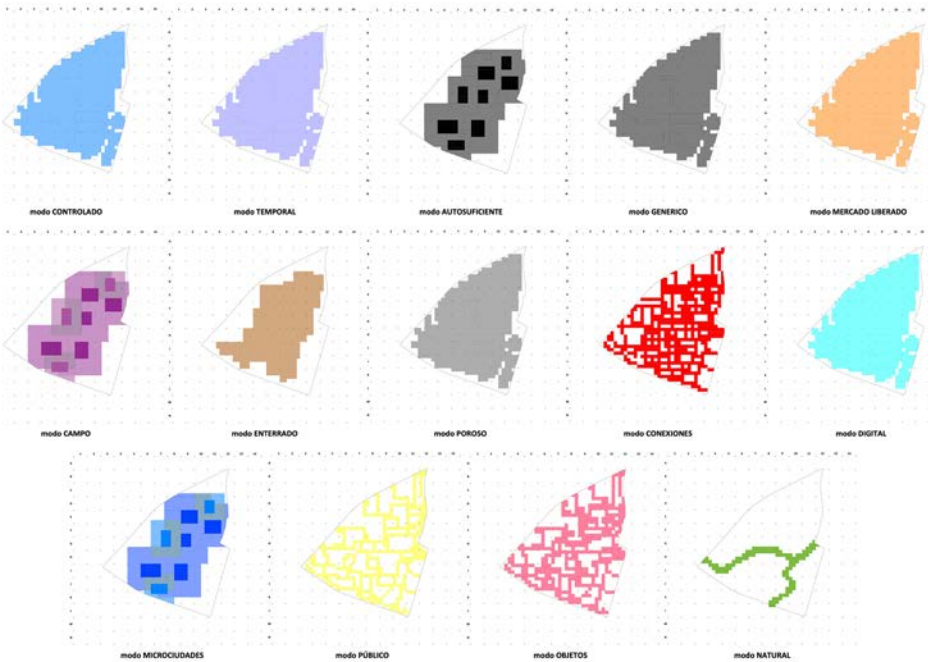 modo CONTROLADO
modo TEMPORAL
modo AUTOSUFICIENTE
modo GENERICO
modo MERCADO LIBERADO
modo CAMPO
modo ENTERRADO
modo POROSO
modo CONEXIONES
modo DIGITAL
modo MICROCIUDADES
modo PÚBLICO
modo OBJETOS
modo NATURAL